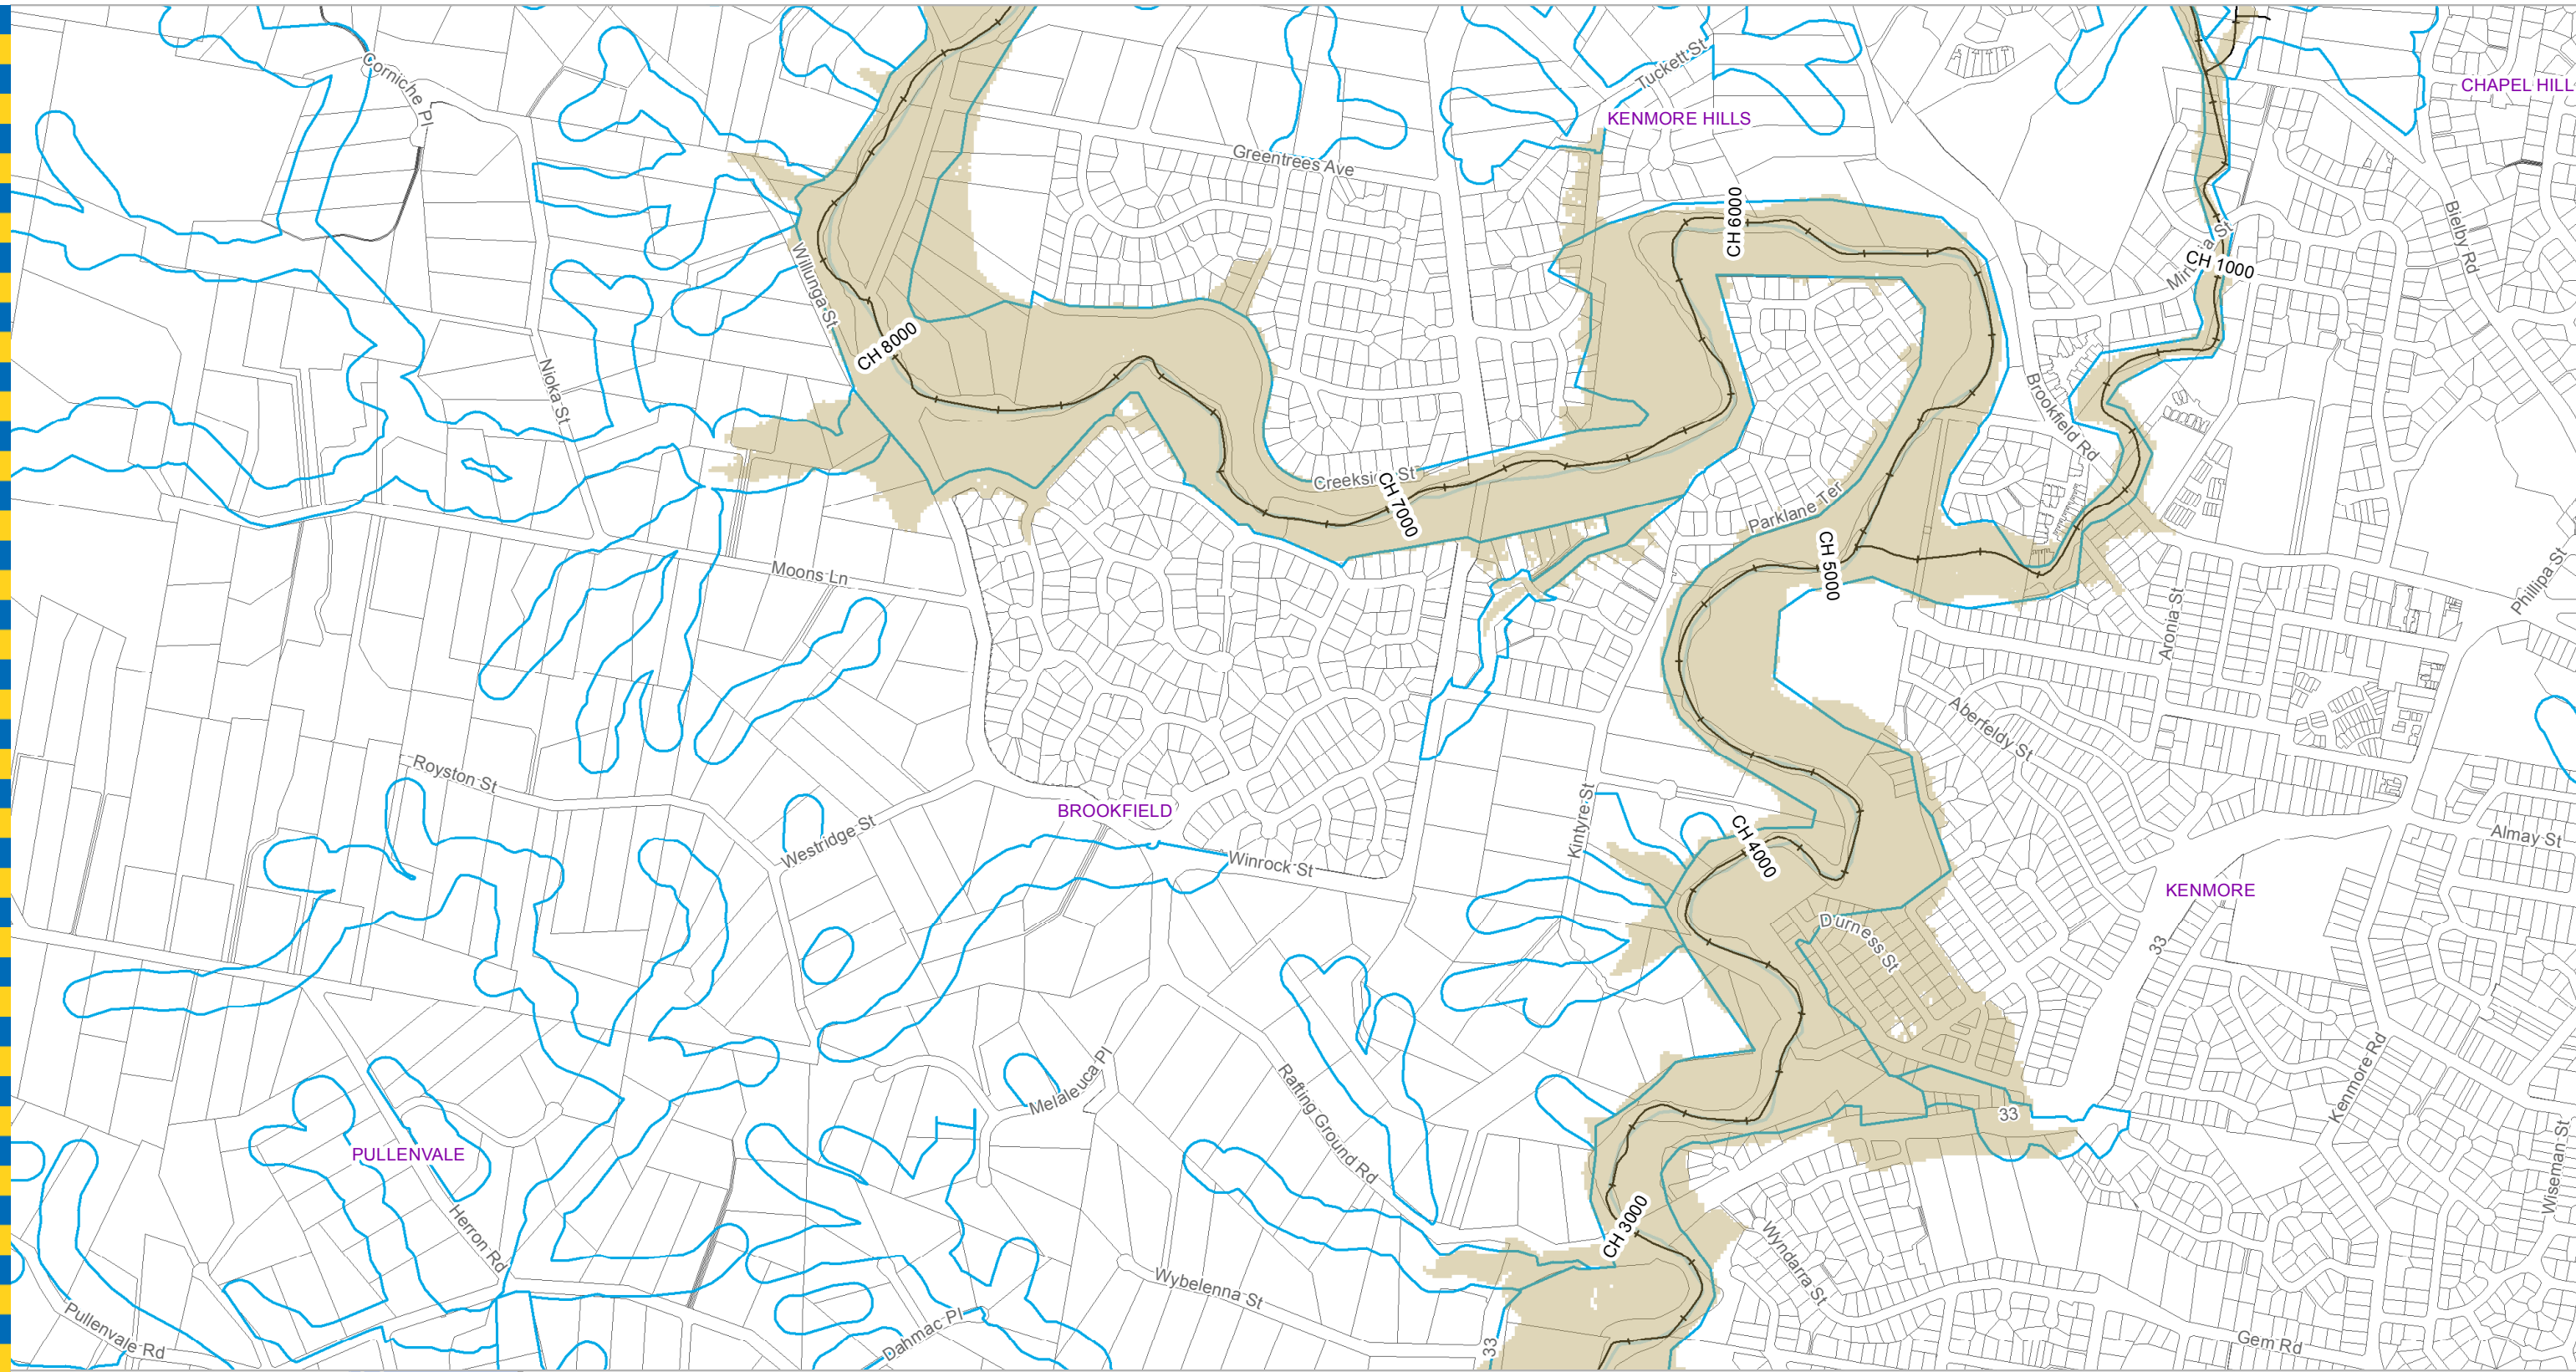 Corniche Pl
Tuckett St
CHAPEL HILL
KENMORE HILLS
Greentrees Ave
CH 6000
Bielby Rd
Willunga St
CH 1000
CH 8000
Nioka St
Brookfield Rd
Creeksi St
CH 7000
Parklane Ter
CH 5000
Moons Ln
Phillipa St
Aronia St
Aberfeldy St
Royston St
BROOKFIELD
Westridge St
Winrock St
Kintyre St
CH 4000
Almay St
KENMORE
Durness St
33
Melaleuca Pl
Kenmore Rd
Rafting Ground Rd
33
PULLENVALE
Wiseman St
Herron Rd
CH 3000
Wyndarra St
Wybelenna St
Pullenvale Rd
Dahmac Pl
33
Gem Rd